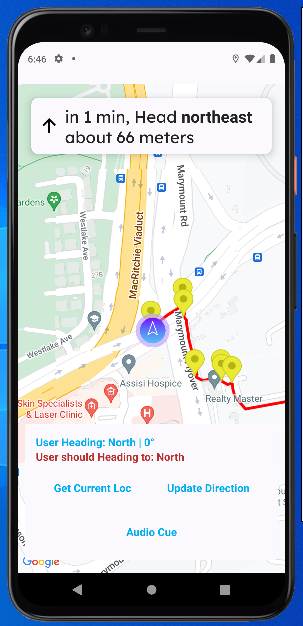 6:46
in 1 min, Head northeast
about 66 meters
Marymount Rd
ardens
Westlake Ave
MacRitchie Viaduct
Westlake Ave
Assisi Hospice
Skin Specialists
& Laser Clinic
Realty Master
User Heading: North | 0°
User should Heading to: North
Get Current Loc
Update Direction
Audio Cue
Google